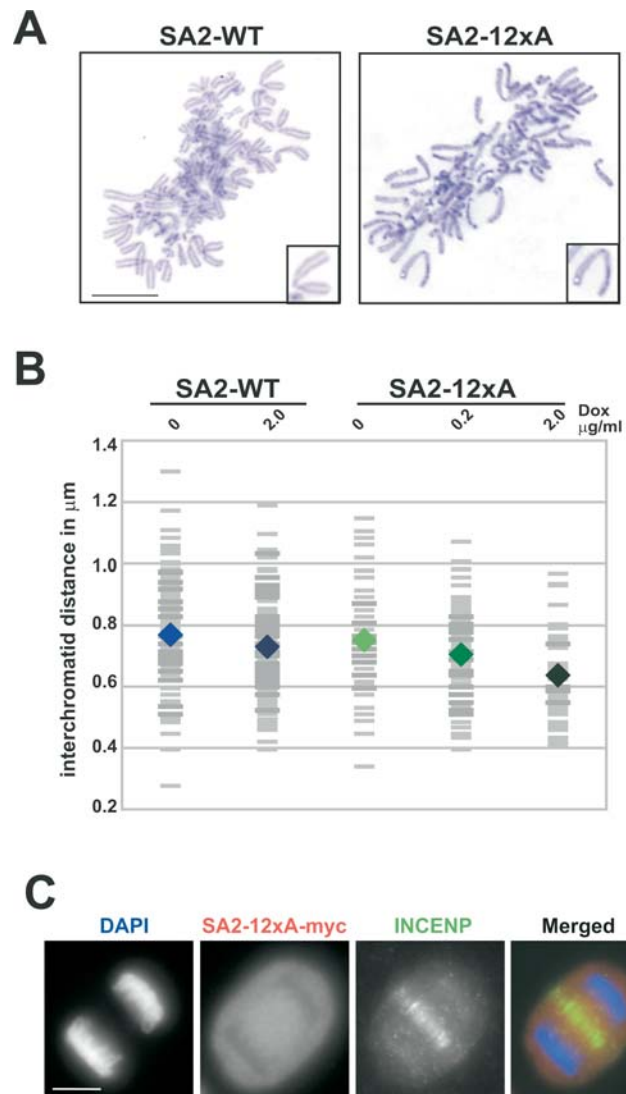 A
SA2-WT SA2-12xA
B
SA2-WT SA2-12xA
0 2.0 0 0.2 2.0 Dox
μg/ml
1.4
1.2
1.0
0.8
0.6
0.4
0.2
interchromatid distance in μm
C
DAPI SA2-12xA-myc INCENP Merged